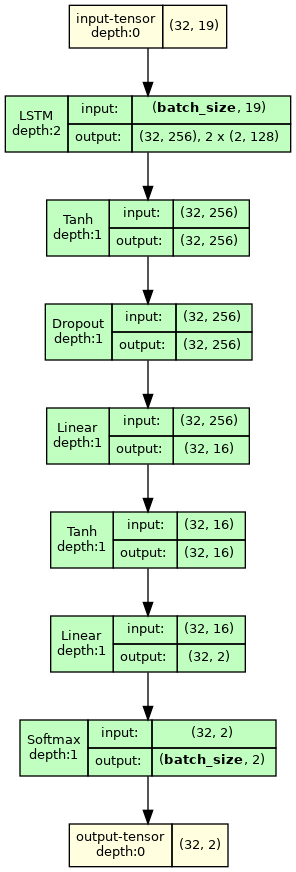 input-tensor
depth:0
(32, 19)
LSTM
depth:2
input:
(batch_size, 19)
output:
(32, 256), 2 x (2, 128)
Tanh
depth:1
input:
(32, 256)
output:
(32, 256)
Dropout
depth:1
input:
(32, 256)
output:
(32, 256)
Linear
depth:1
input:
(32, 256)
output:
(32, 16)
Tanh
depth:1
input:
(32, 16)
output:
(32, 16)
Linear
depth:1
input:
(32, 16)
output:
(32, 2)
Softmax
depth:1
input:
(32, 2)
output:
(batch_size, 2)
output-tensor
depth:0
(32, 2)